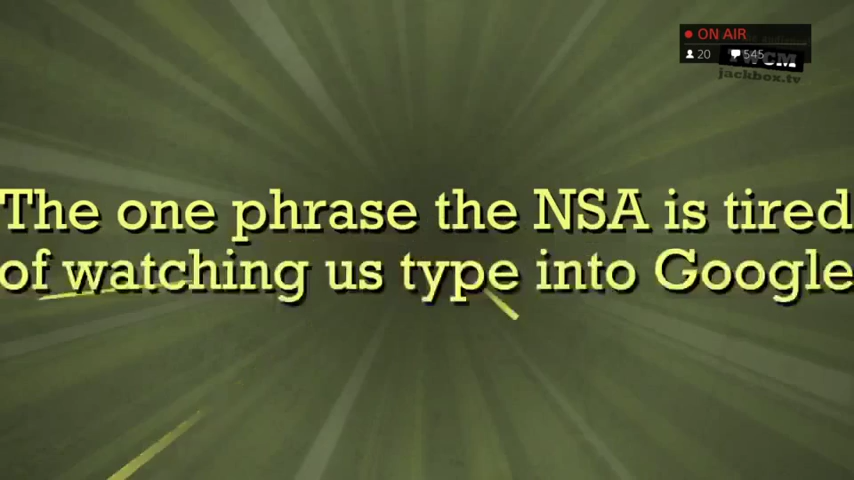 ON AIR
20 545
jackbox.tv
The one phrase the NSA is tired
of watching us type into Google